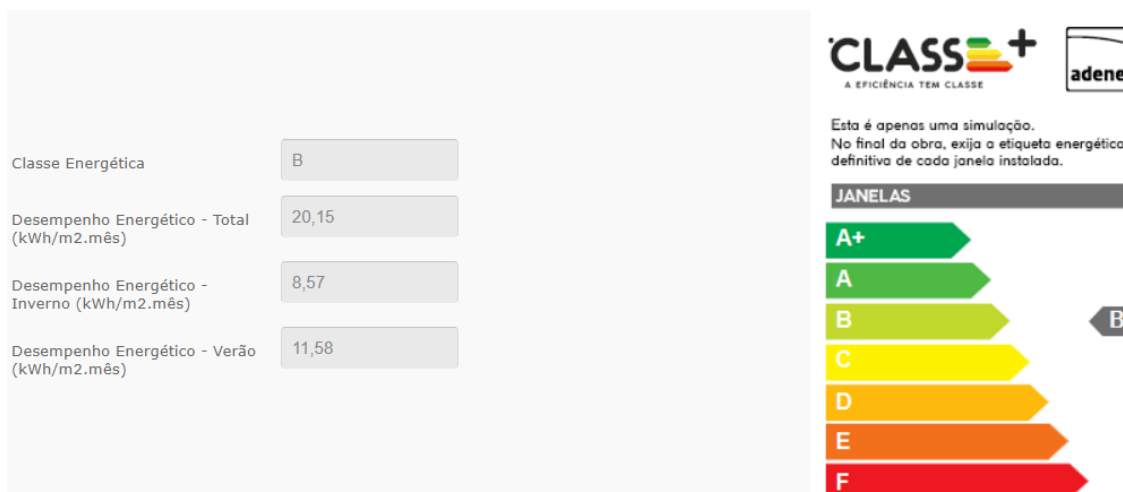 Classe Energética
B
Desempenho Energético - Total
(kWh/m2.mês)
20,15
Desempenho Energético -
Inverno (kWh/m2.mês)
8,57
Desempenho Energético - Verão
(kWh/m2.mês)
11,58
CLASSE+
A EFICIÊNCIA TEM CLASSE
adene
Esta é apenas uma simulação.
No final da obra, exija a etiqueta energética
definitiva de cada janela instalada.
JANELAS
A+
A
B
B
C
D
E
F